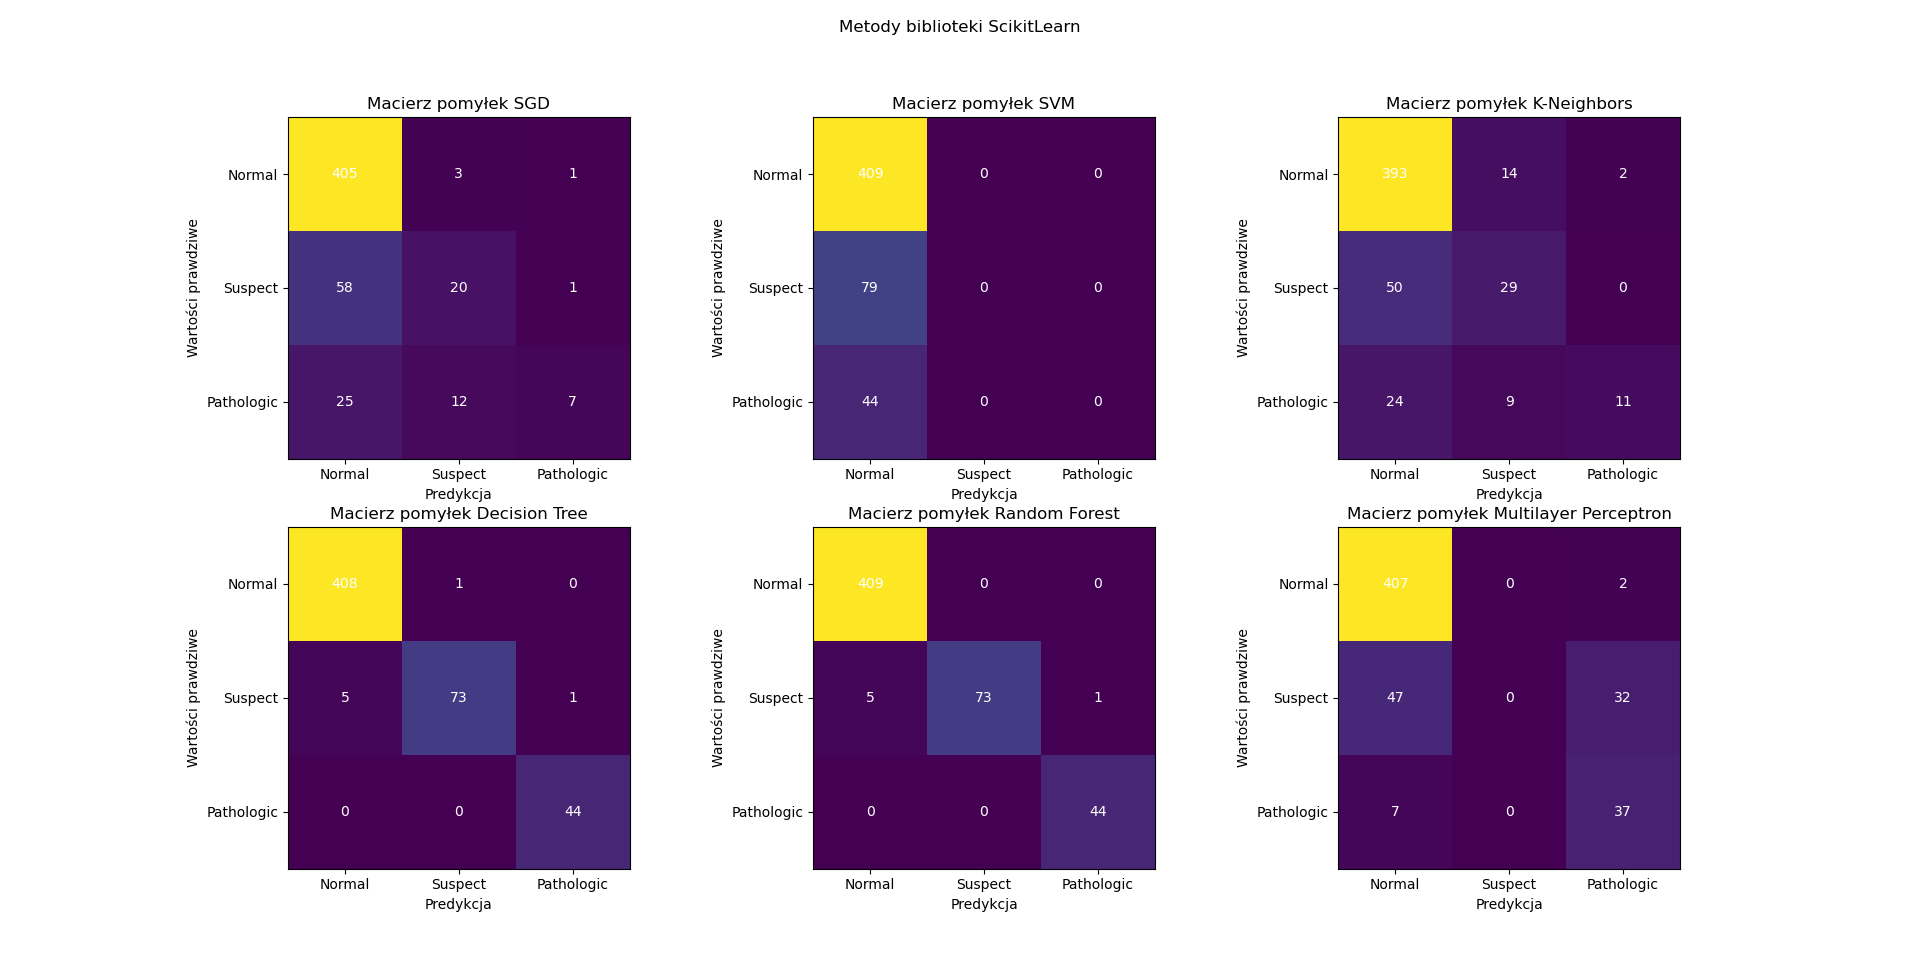 Metody biblioteki ScikitLearn
Macierz pomyłek SGD
Wartości prawdziwe
Normal 405 3 1
Suspect 58 20 1
Pathologic 25 12 7
Normal Suspect Pathologic
Predykcja
Macierz pomyłek SVM
Wartości prawdziwe
Normal 409 0 0
Suspect 79 0 0
Pathologic 44 0 0
Normal Suspect Pathologic
Predykcja
Macierz pomyłek K-Neighbors
Wartości prawdziwe
Normal 393 14 2
Suspect 50 29 0
Pathologic 24 9 11
Normal Suspect Pathologic
Predykcja
Macierz pomyłek Decision Tree
Wartości prawdziwe
Normal 408 1 0
Suspect 5 73 1
Pathologic 0 0 44
Normal Suspect Pathologic
Predykcja
Macierz pomyłek Random Forest
Wartości prawdziwe
Normal 409 0 0
Suspect 5 73 1
Pathologic 0 0 44
Normal Suspect Pathologic
Predykcja
Macierz pomyłek Multilayer Perceptron
Wartości prawdziwe
Normal 407 0 2
Suspect 47 0 32
Pathologic 7 0 37
Normal Suspect Pathologic
Predykcja